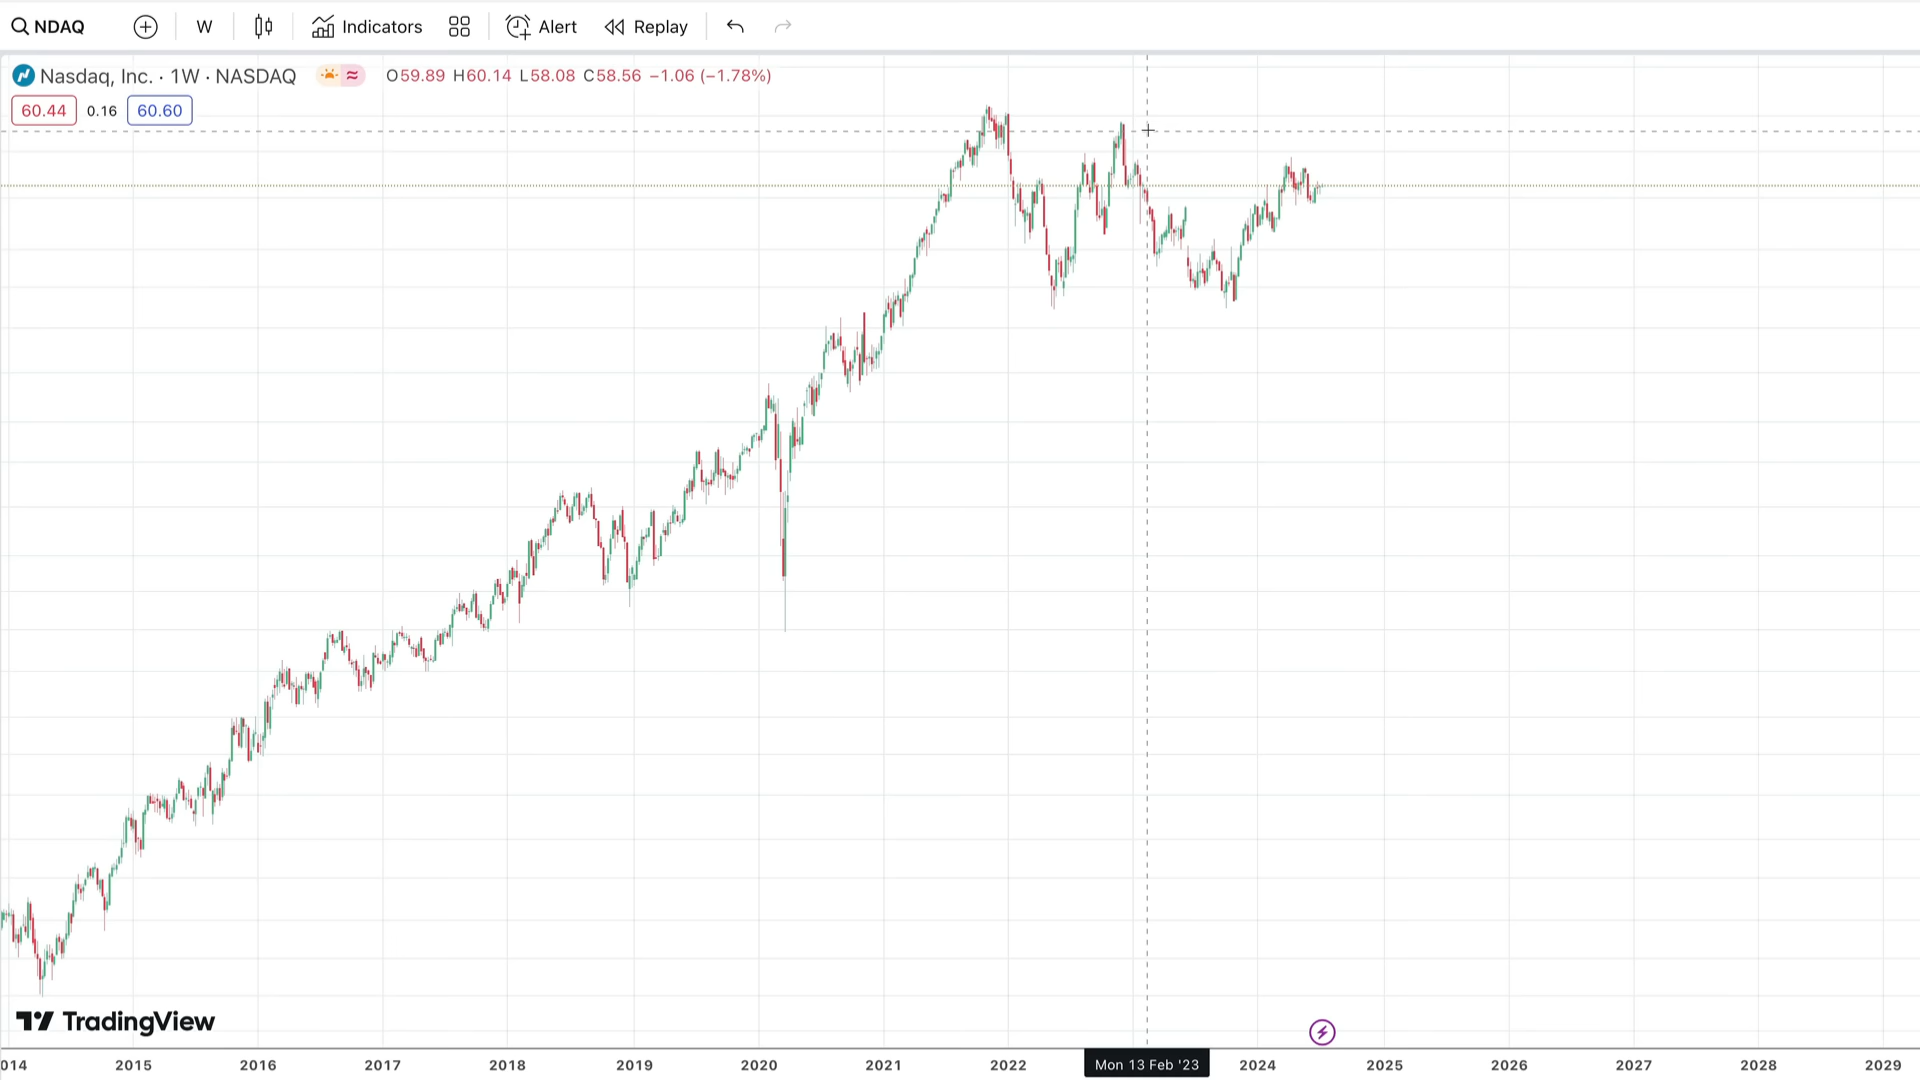 NDAQ W Indicators Alert Replay
Nasdaq, Inc. · 1W · NASDAQ O59.89 H60.14 L58.08 C58.56 −1.06 (−1.78%)
60.44 0.16 60.60
TradingView
014 2015 2016 2017 2018 2019 2020 2021 2022 Mon 13 Feb '23 2024 2025 2026 2027 2028 2029